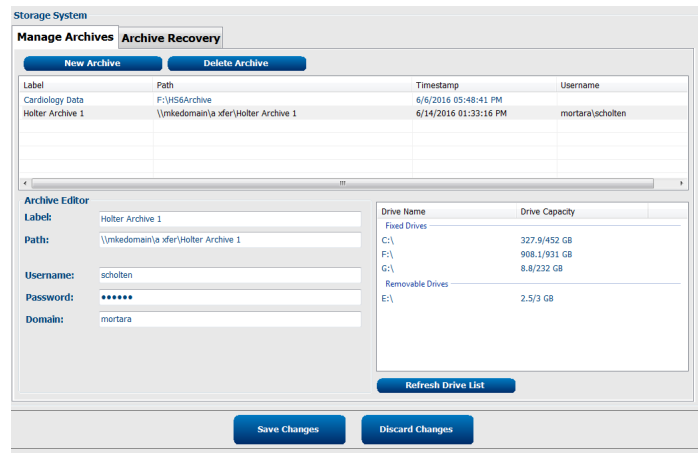 Storage System
Manage Archives Archive Recovery
New Archive Delete Archive
Label Path Timestamp Username
Cardiology Data F:\HS6Archive 6/6/2016 05:48:41 PM
Holter Archive 1 \\mkedomain\a xfer\Holter Archive 1 6/14/2016 01:33:16 PM mortara\scholten
Archive Editor
Label: Holter Archive 1
Path: \\mkedomain\a xfer\Holter Archive 1
Username: scholten
Password: ●●●●●●
Domain: mortara
Drive Name Drive Capacity
Fixed Drives
C:\ 327.9/452 GB
F:\ 908.1/931 GB
G:\ 8.8/232 GB
Removable Drives
E:\ 2.5/3 GB
Refresh Drive List
Save Changes Discard Changes